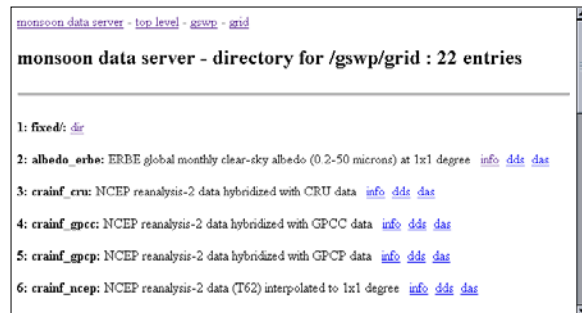 monsoon data server - top level - gswp - grid
monsoon data server - directory for /gswp/grid : 22 entries
1: fixed/: dir
2: albedo_erbe: ERBE global monthly clear-sky albedo (0.2-50 microns) at 1x1 degree info dds das
3: crainf_cru: NCEP reanalysis-2 data hybridized with CRU data info dds das
4: crainf_gpcc: NCEP reanalysis-2 data hybridized with GPCC data info dds das
5: crainf_gpcp: NCEP reanalysis-2 data hybridized with GPCP data info dds das
6: crainf_ncep: NCEP reanalysis-2 data (T62) interpolated to 1x1 degree info dds das